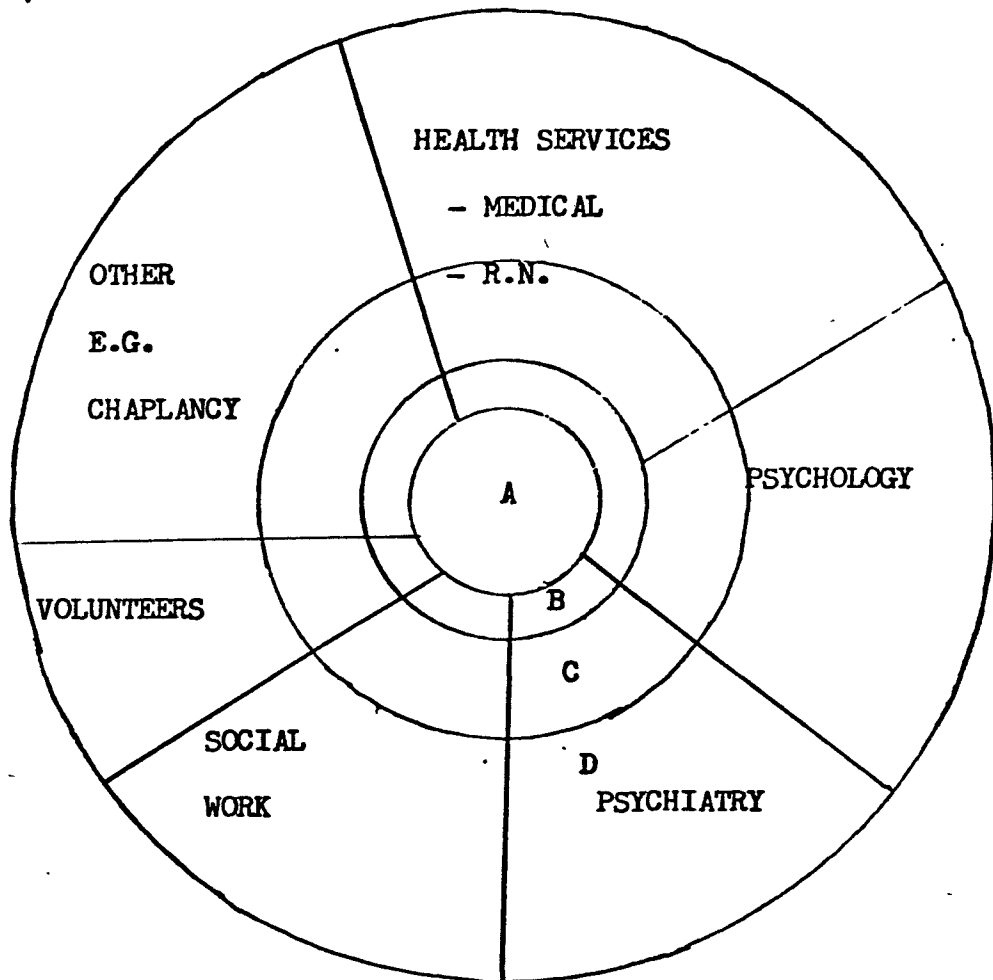 HEALTH SERVICES
- MEDICAL
- R.N.
OTHER
E.G.
CHAPLANCY
A
PSYCHOLOGY
B
VOLUNTEERS
C
SOCIAL
WORK
D
PSYCHIATRY